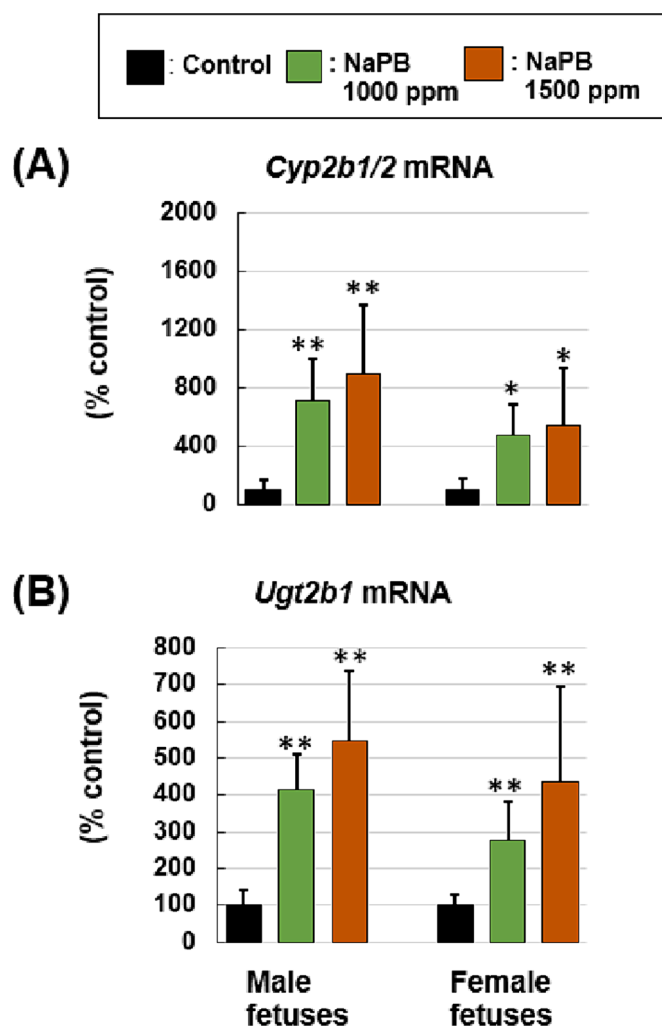 : Control
: NaPB
1000 ppm
: NaPB
1500 ppm
(A)
Cyp2b1/2 mRNA
(% control)
2000
1600
1200
800
400
0
**
**
*
*
(B)
Ugt2b1 mRNA
(% control)
800
700
600
500
400
300
200
100
0
**
**
**
**
Male
fetuses
Female
fetuses